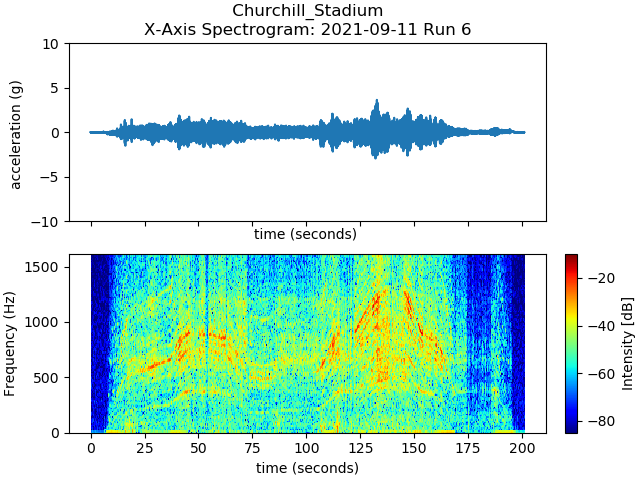 Churchill_Stadium
X-Axis Spectrogram: 2021-09-11 Run 6
10
5
0
−5
−10
acceleration (g)
time (seconds)
1500
1000
500
0
Frequency (Hz)
0 25 50 75 100 125 150 175 200
time (seconds)
−20
−40
−60
−80
Intensity [dB]